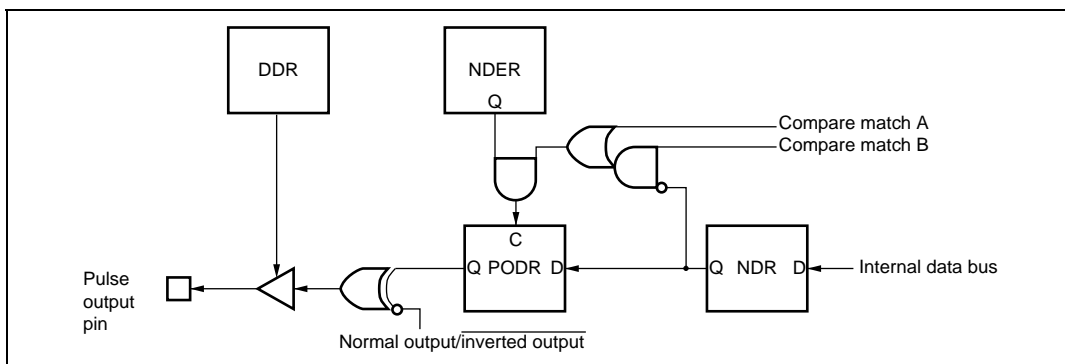 DDR
NDER
Q
Compare match A
Compare match B
C
Q PODR D
Q NDR D
Internal data bus
Pulse
output
pin
Normal output/inverted output